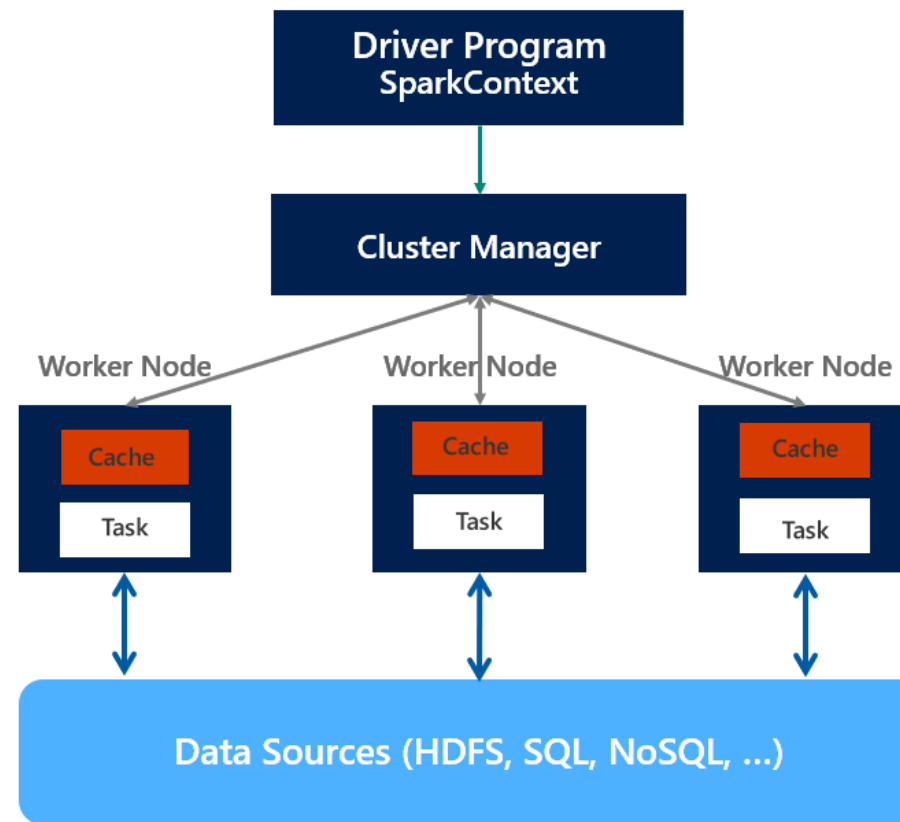 Driver Program
SparkContext
Cluster Manager
Worker Node
Worker Node
Worker Node
Cache
Cache
Cache
Task
Task
Task
Data Sources (HDFS, SQL, NoSQL, ...)